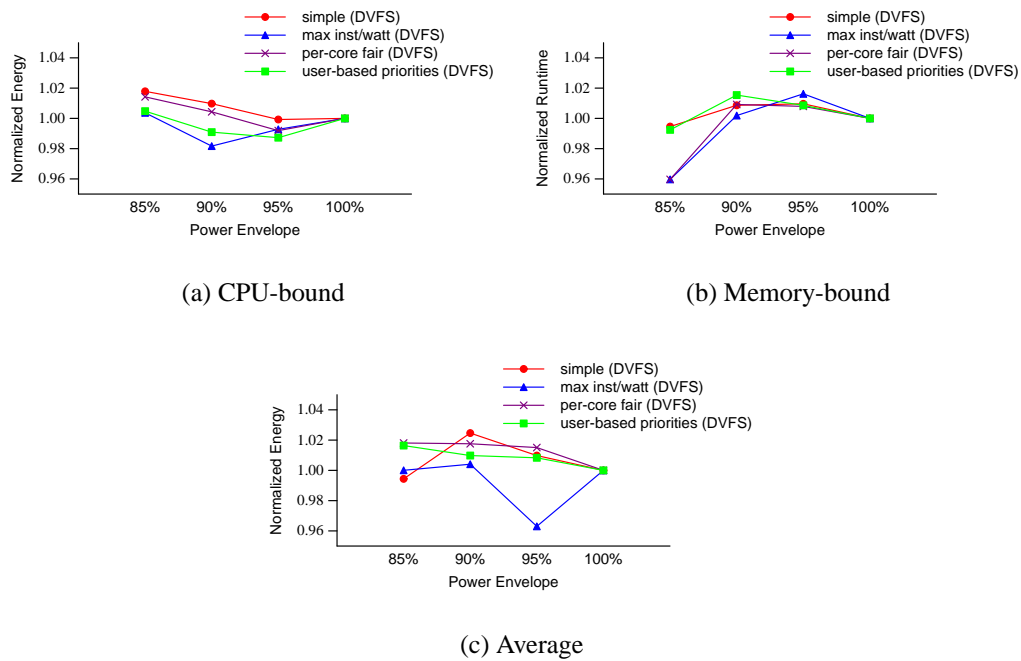 simple (DVFS)
max inst/watt (DVFS)
per-core fair (DVFS)
user-based priorities (DVFS)
Normalized Energy
1.04
1.02
1.00
0.98
0.96
85% 90% 95% 100%
Power Envelope
(a) CPU-bound
simple (DVFS)
max inst/watt (DVFS)
per-core fair (DVFS)
user-based priorities (DVFS)
Normalized Runtime
1.04
1.02
1.00
0.98
0.96
85% 90% 95% 100%
Power Envelope
(b) Memory-bound
simple (DVFS)
max inst/watt (DVFS)
per-core fair (DVFS)
user-based priorities (DVFS)
Normalized Energy
1.04
1.02
1.00
0.98
0.96
85% 90% 95% 100%
Power Envelope
(c) Average